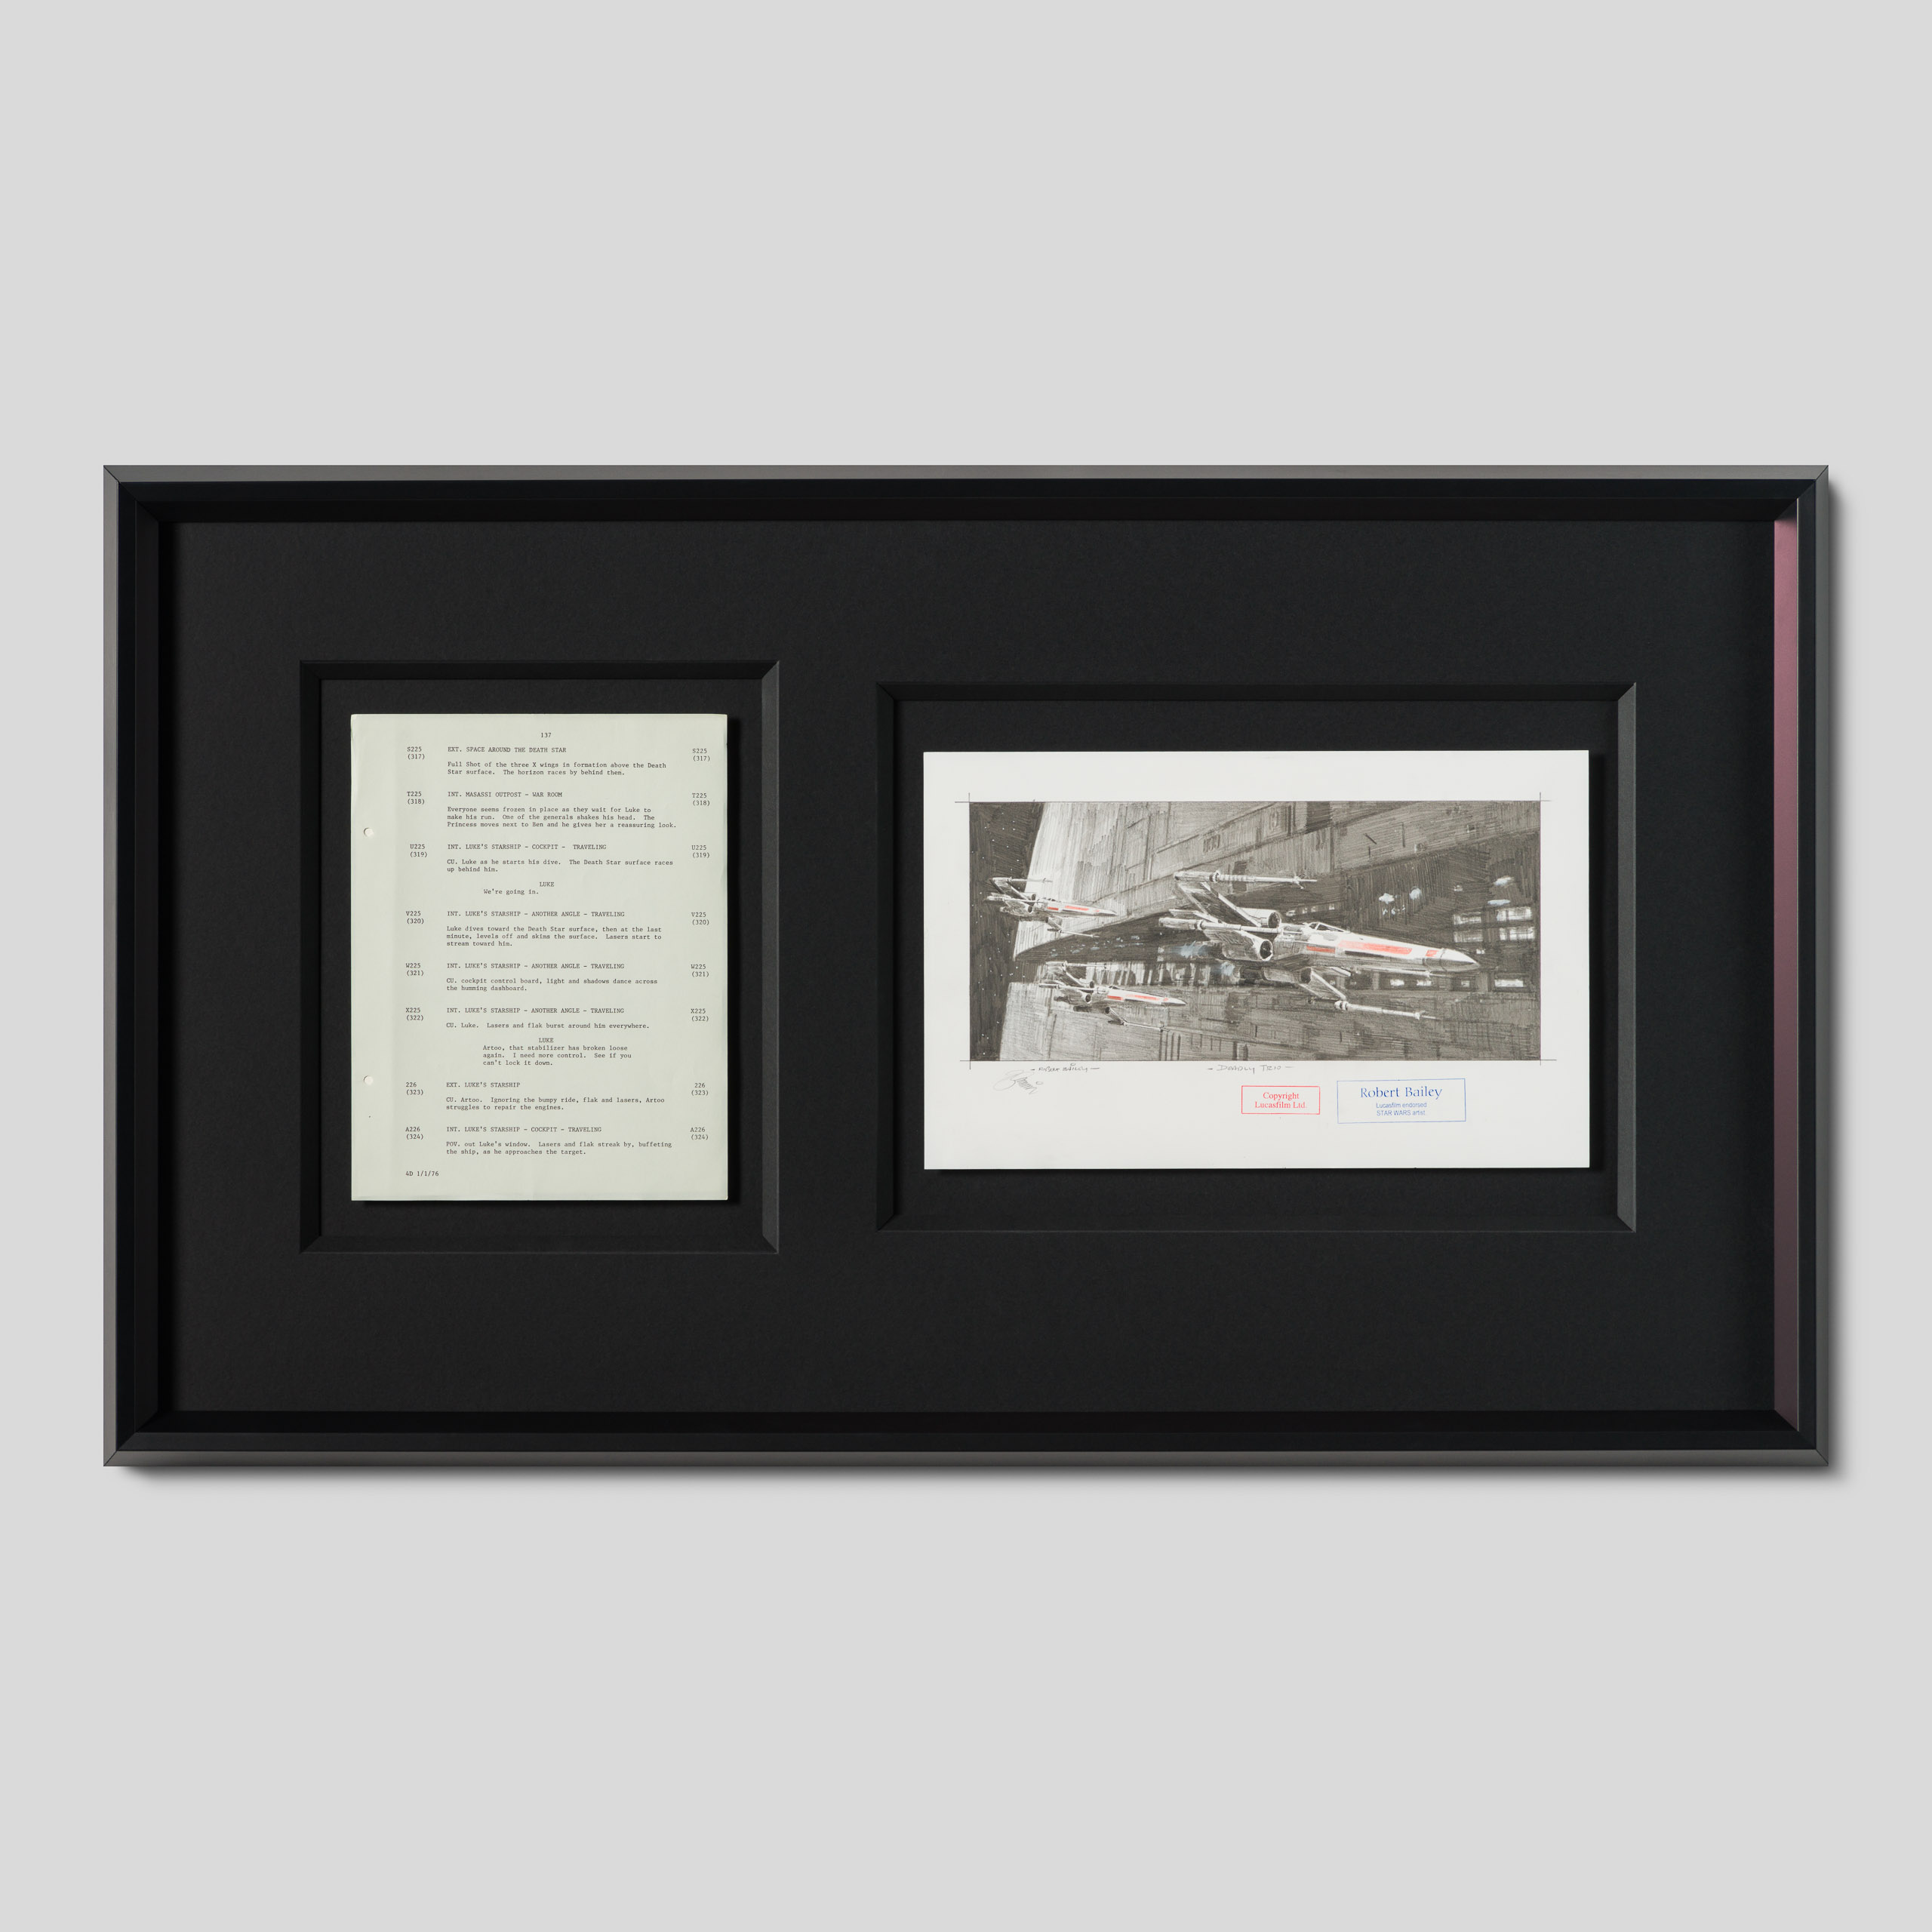 137
S225 EXT. SPACE AROUND THE DEATH STAR S225
(317) (317)
Full Shot of the three X wings in formation above the Death
Star surface. The horizon races by behind them.
T225 INT. MASASSI OUTPOST - WAR ROOM T225
(318) (318)
Everyone seems frozen in place as they wait for Luke to
make his run. One of the generals shakes his head. The
Princess moves next to Ben and he gives her a reassuring look.
U225 INT. LUKE'S STARSHIP - COCKPIT - TRAVELING U225
(319) (319)
CU. Luke as he starts his dive. The Death Star surface races
up behind him.
LUKE
We're going in.
V225 INT. LUKE'S STARSHIP - ANOTHER ANGLE - TRAVELING V225
(320) (320)
Luke dives toward the Death Star surface, then at the last
minute, levels off and skims the surface. Lasers start to
stream toward him.
W225 INT. LUKE'S STARSHIP - ANOTHER ANGLE - TRAVELING W225
(321) (321)
CU. cockpit control board, light and shadows dance across
the humming dashboard.
X225 INT. LUKE'S STARSHIP - ANOTHER ANGLE - TRAVELING X225
(322) (322)
CU. Luke. Lasers and flak burst around him everywhere.
LUKE
Artoo, that stabilizer has broken loose
again. I need more control. See if you
can't lock it down.
226 EXT. LUKE'S STARSHIP 226
(323) (323)
CU. Artoo. Ignoring the bumpy ride, flak and lasers, Artoo
struggles to repair the engines.
A226 INT. LUKE'S STARSHIP - COCKPIT - TRAVELING A226
(324) (324)
POV. out Luke's window. Lasers and flak streak by, buffeting
the ship, as he approaches the target.
4D 1/1/76
- DEADLY TRIO -
Copyright
Lucasfilm Ltd.
Robert Bailey
Lucasfilm endorsed
STAR WARS artist